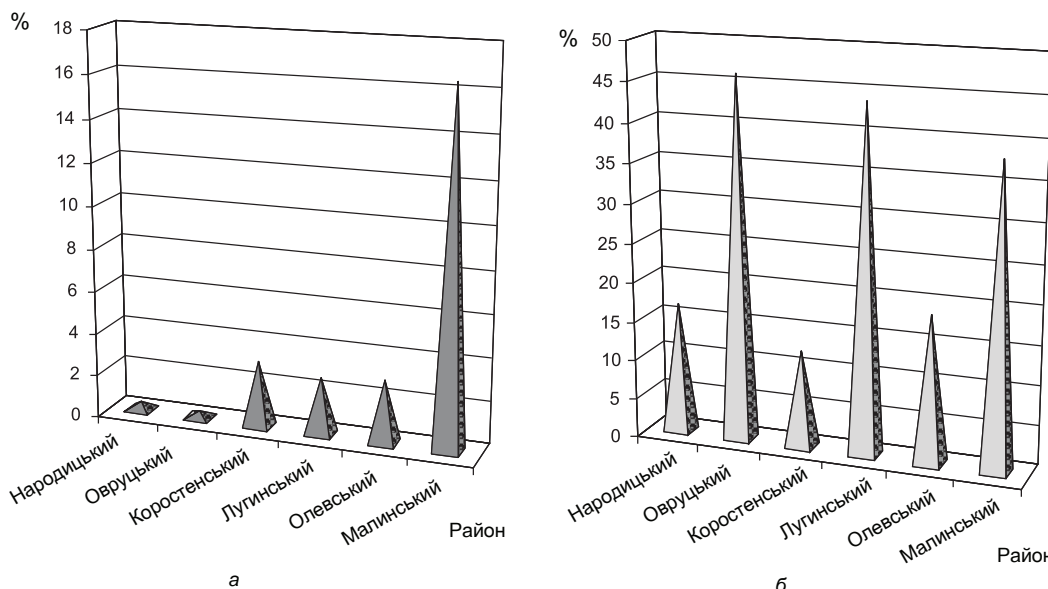 %
18
16
14
12
10
8
6
4
2
0
Народицький
Овруцький
Коростенський
Лугинський
Олевський
Малинський
Район
а
%
50
45
40
35
30
25
20
15
10
5
0
Народицький
Овруцький
Коростенський
Лугинський
Олевський
Малинський
Район
б